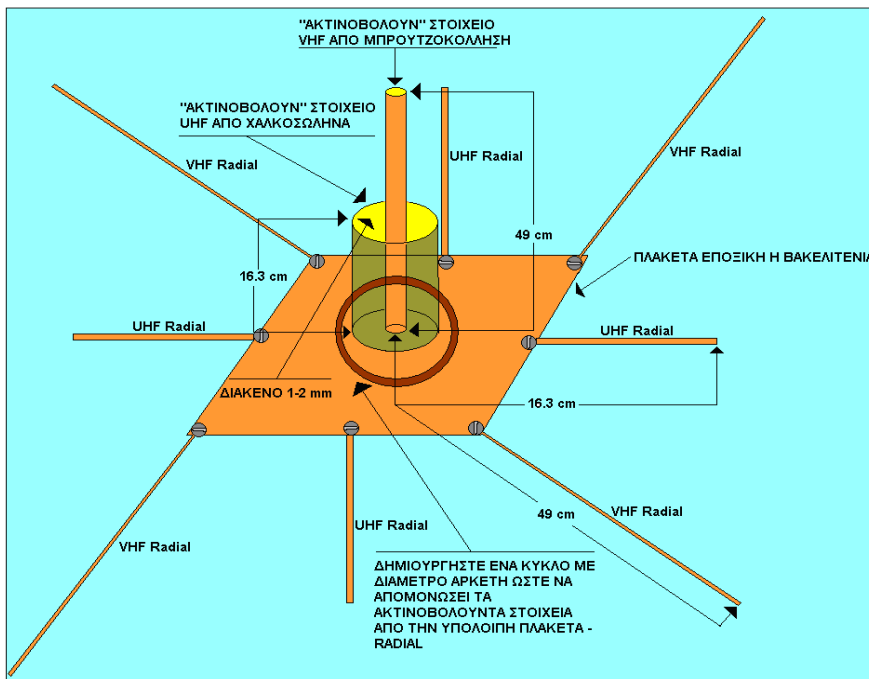 "ΑΚΤΙΝΟΒΟΛΟΥΝ" ΣΤΟΙΧΕΙΟ
VHF ΑΠΟ ΜΠΡΟΥΤΖΟΚΟΛΛΗΣΗ
"ΑΚΤΙΝΟΒΟΛΟΥΝ" ΣΤΟΙΧΕΙΟ
UHF ΑΠΟ ΧΑΛΚΟΣΩΛΗΝΑ
VHF Radial
UHF Radial
VHF Radial
49 cm
16.3 cm
ΠΛΑΚΕΤΑ ΕΠΟΞΙΚΗ Η ΒΑΚΕΛΙΤΕΝΙΑ
UHF Radial
UHF Radial
ΔΙΑΚΕΝΟ 1-2 mm
16.3 cm
49 cm
VHF Radial
UHF Radial
VHF Radial
ΔΗΜΙΟΥΡΓΗΣΤΕ ΕΝΑ ΚΥΚΛΟ ΜΕ
ΔΙΑΜΕΤΡΟ ΑΡΚΕΤΗ ΩΣΤΕ ΝΑ
ΑΠΟΜΟΝΩΣΕΙ ΤΑ
ΑΚΤΙΝΟΒΟΛΟΥΝΤΑ ΣΤΟΙΧΕΙΑ
ΑΠΟ ΤΗΝ ΥΠΟΛΟΙΠΗ ΠΛΑΚΕΤΑ -
RADIAL